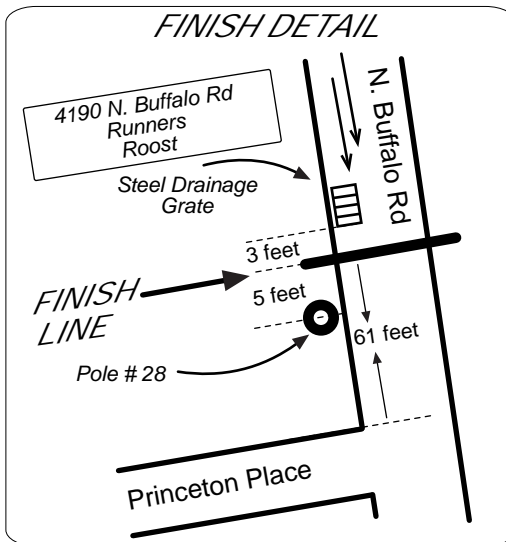 FINISH DETAIL
4190 N. Buffalo Rd
Runners
Roost
N. Buffalo Rd
Steel Drainage
Grate
3 feet
FINISH
LINE
5 feet
61 feet
Pole # 28
Princeton Place